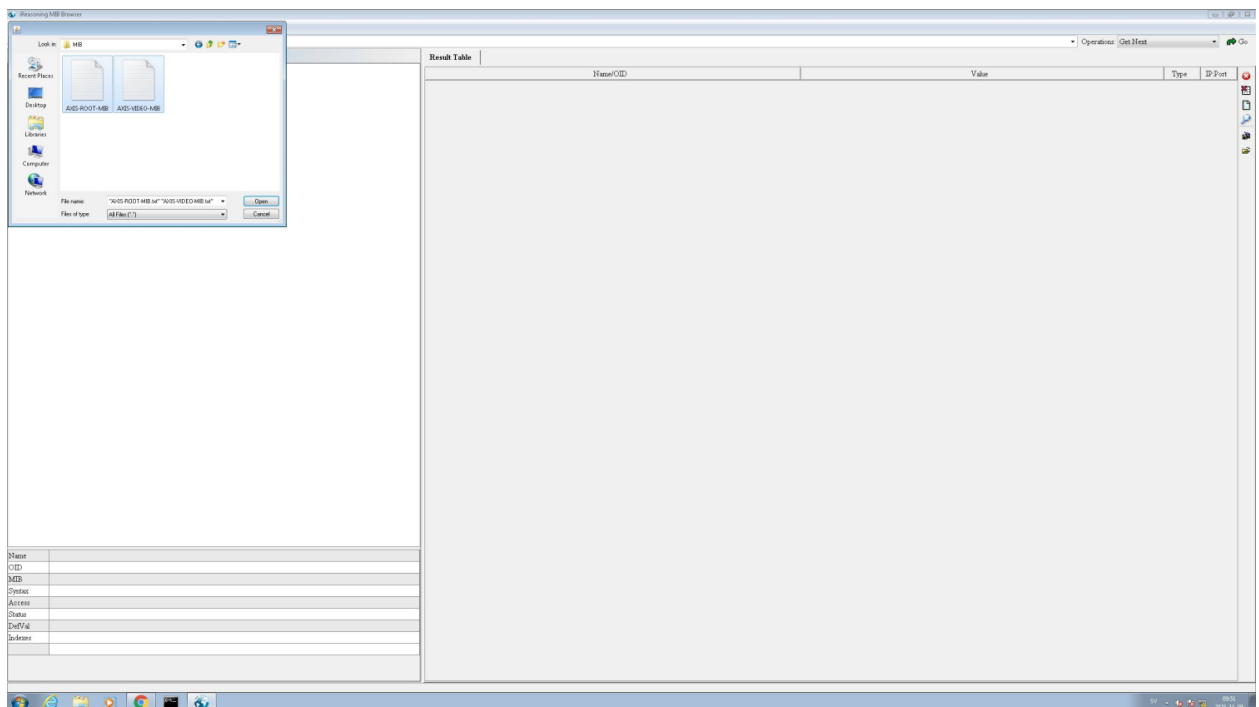 iReasoning MIB Browser
Look in: MIB
Operations: Get Next
Go
Recent Places
Desktop
Libraries
Computer
Network
AXIS-ROOT-MIB
AXIS-VIDEO-MIB
File name: "AXIS-ROOT-MIB.txt" "AXIS-VIDEO-MIB.txt"
Open
Files of type: All Files (*.*)
Cancel
Result Table
Name/OID
Value
Type
IP:Port
Name
OID
MIB
Syntax
Access
Status
DefVal
Indexes
SV
09:51